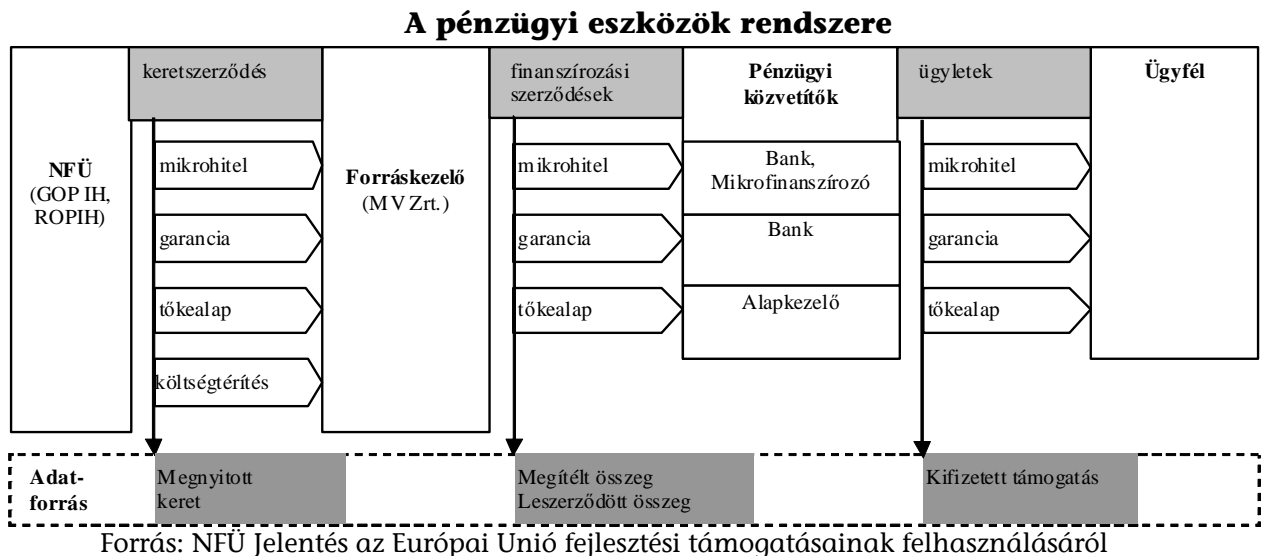 A pénzügyi eszközök rendszere
keretszerződés
finanszírozási
szerződések
Pénzügyi
közvetítők
ügyletek
Ügyfél
NFÜ
(GOP IH,
ROPIH)
mikrohitel
garancia
tőkealap
költségtérítés
Forráskezelő
(MV Zrt.)
mikrohitel
garancia
tőkealap
Bank,
Mikrofinanszírozó
Bank
Alapkezelő
mikrohitel
garancia
tőkealap
Adat-
forrás
Megnyitott
keret
Megítélt összeg
Leszerződött összeg
Kifizetett támogatás
Forrás: NFÜ Jelentés az Európai Unió fejlesztési támogatásainak felhasználásáról